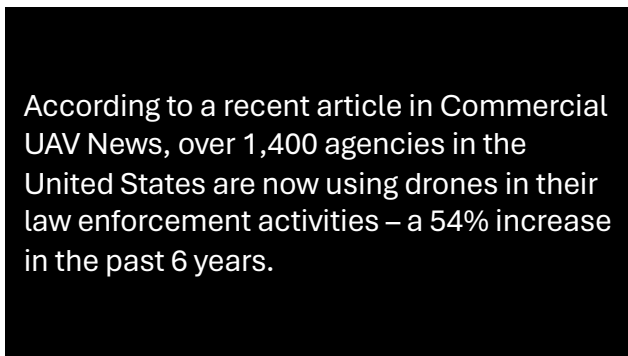 According to a recent article in Commercial
UAV News, over 1,400 agencies in the
United States are now using drones in their
law enforcement activities – a 54% increase
in the past 6 years.